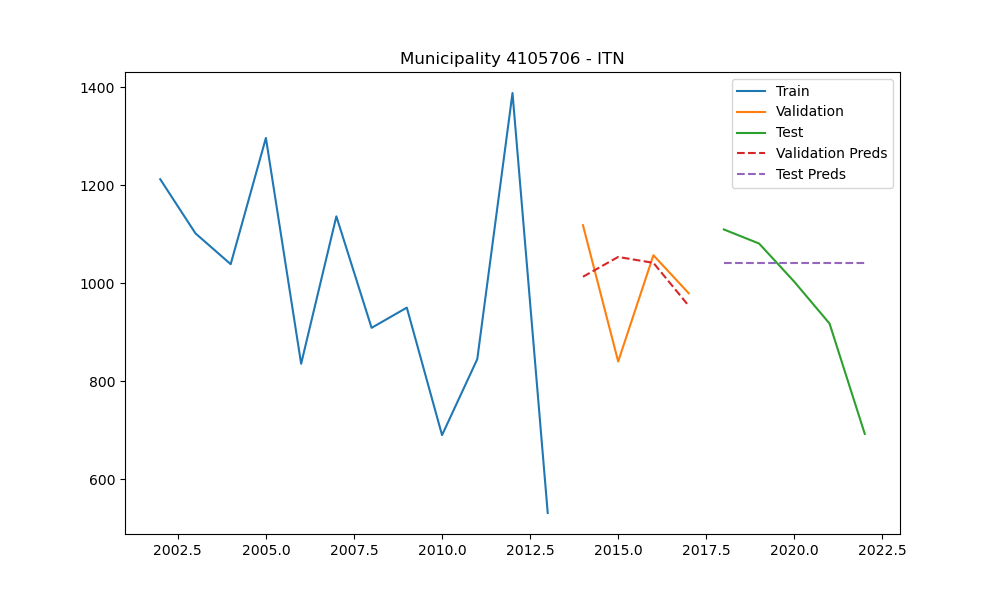 Municipality 4105706 - ITN
1400
1200
1000
800
600
2002.5 2005.0 2007.5 2010.0 2012.5 2015.0 2017.5 2020.0 2022.5
Train
Validation
Test
Validation Preds
Test Preds